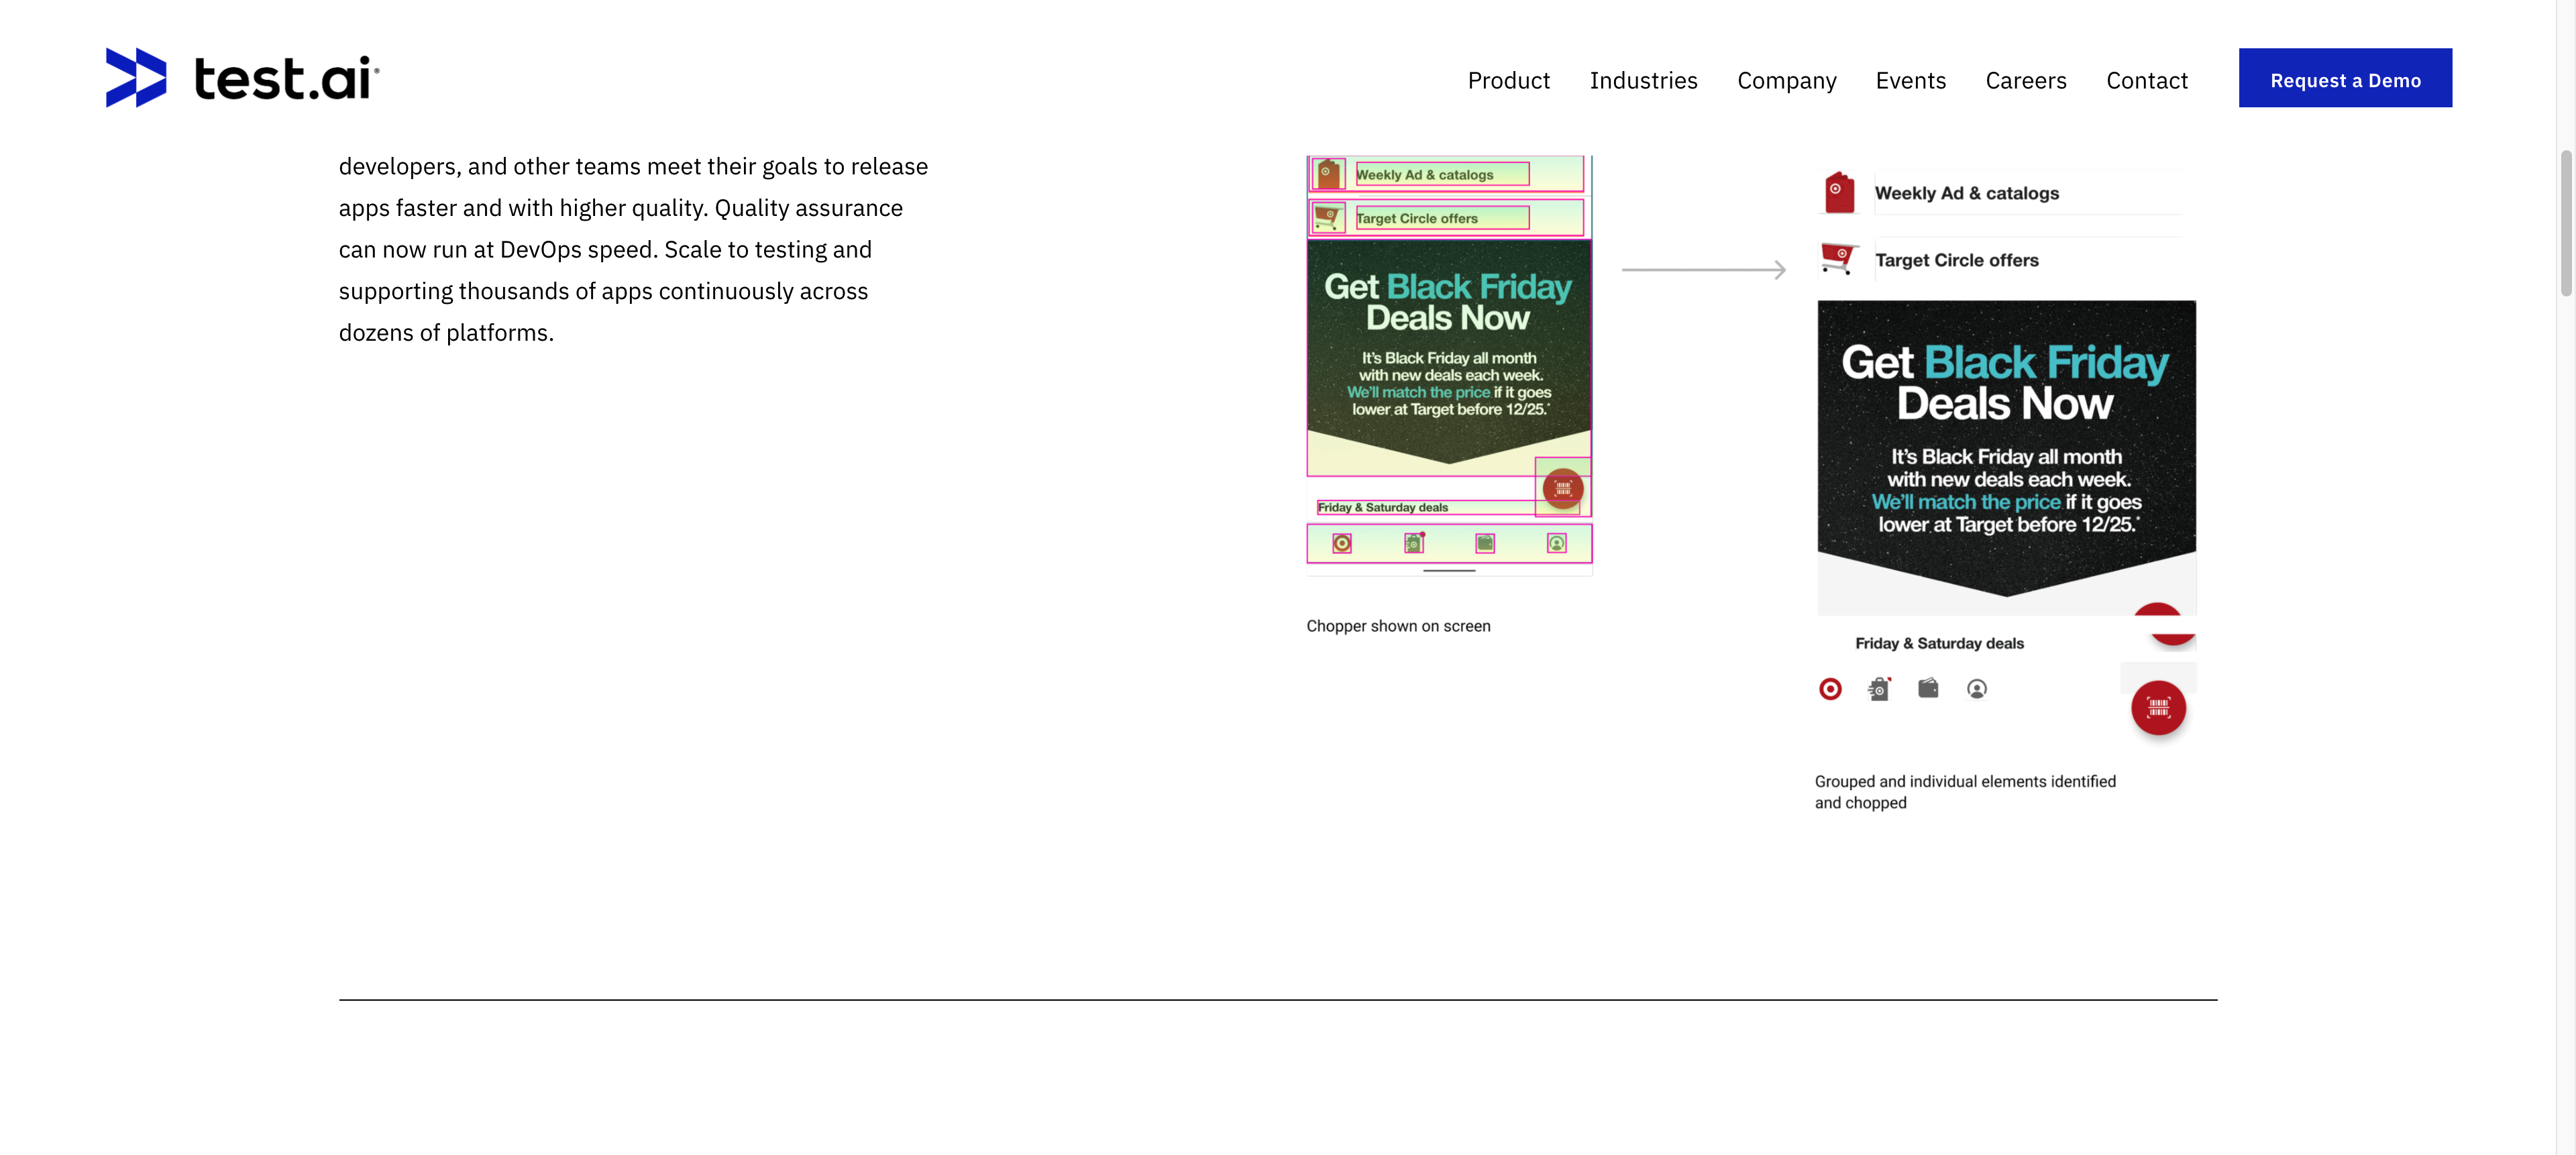 test.ai
Product Industries Company Events Careers Contact Request a Demo
developers, and other teams meet their goals to release
apps faster and with higher quality. Quality assurance
can now run at DevOps speed. Scale to testing and
supporting thousands of apps continuously across
dozens of platforms.
Weekly Ad & catalogs
Target Circle offers
Get Black Friday
Deals Now
It's Black Friday all month
with new deals each week.
We'll match the price if it goes
lower at Target before 12/25.*
Friday & Saturday deals
Chopper shown on screen
Weekly Ad & catalogs
Target Circle offers
Get Black Friday
Deals Now
It's Black Friday all month
with new deals each week.
We'll match the price if it goes
lower at Target before 12/25.*
Friday & Saturday deals
Grouped and individual elements identified
and chopped